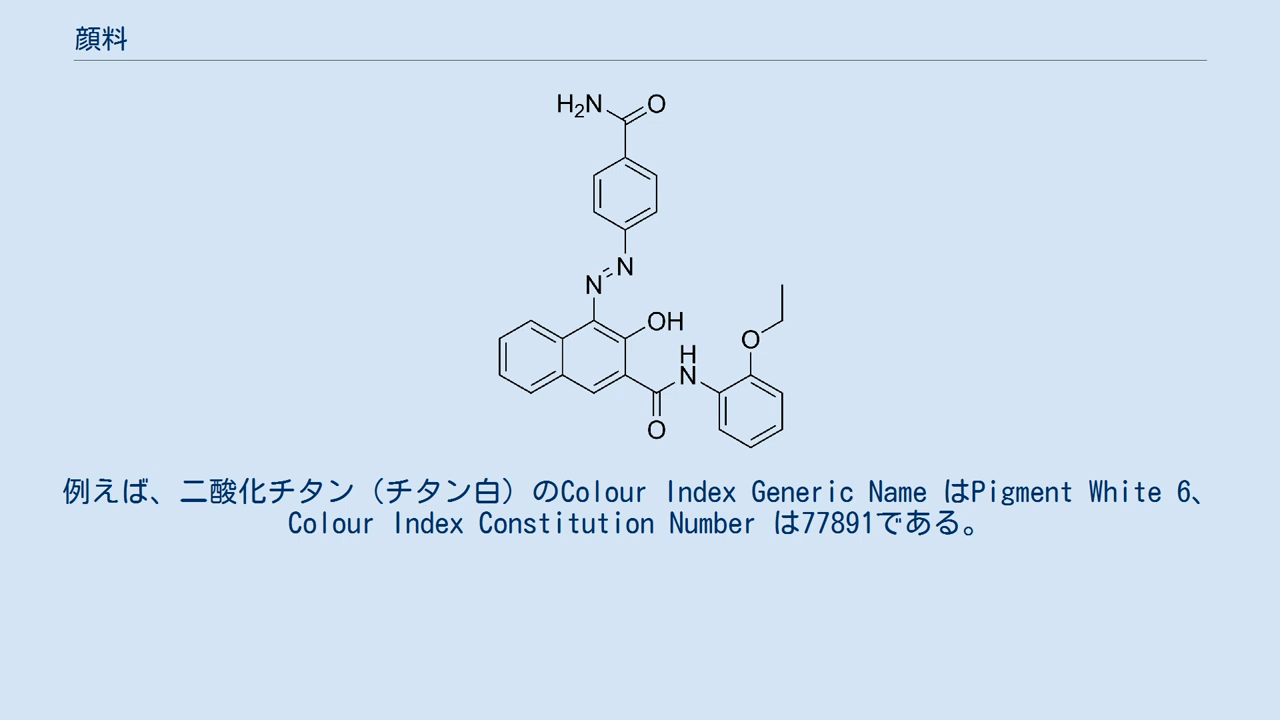 顔料
H2N O
N
N
OH
O
H
N
O
例えば、二酸化チタン（チタン白）のColour Index Generic Name はPigment White 6、
Colour Index Constitution Number は77891である。